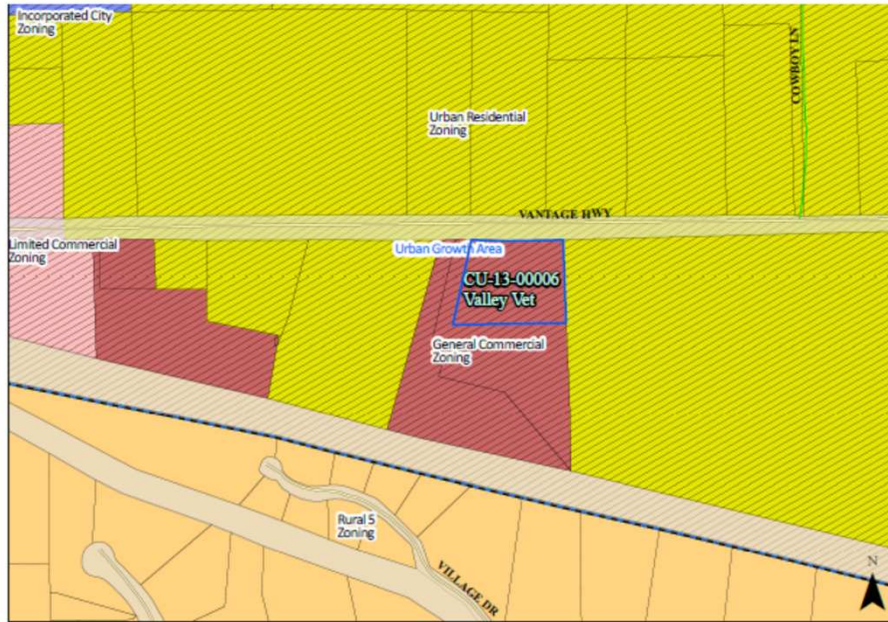 Incorporated City
Zoning
COWBOY LN
Urban Residential
Zoning
VANTAGE HWY
Limited Commercial
Zoning
Urban Growth Area
CU-13-00006
Valley Vet
General Commercial
Zoning
Rural 5
Zoning
VILLAGE DR
N